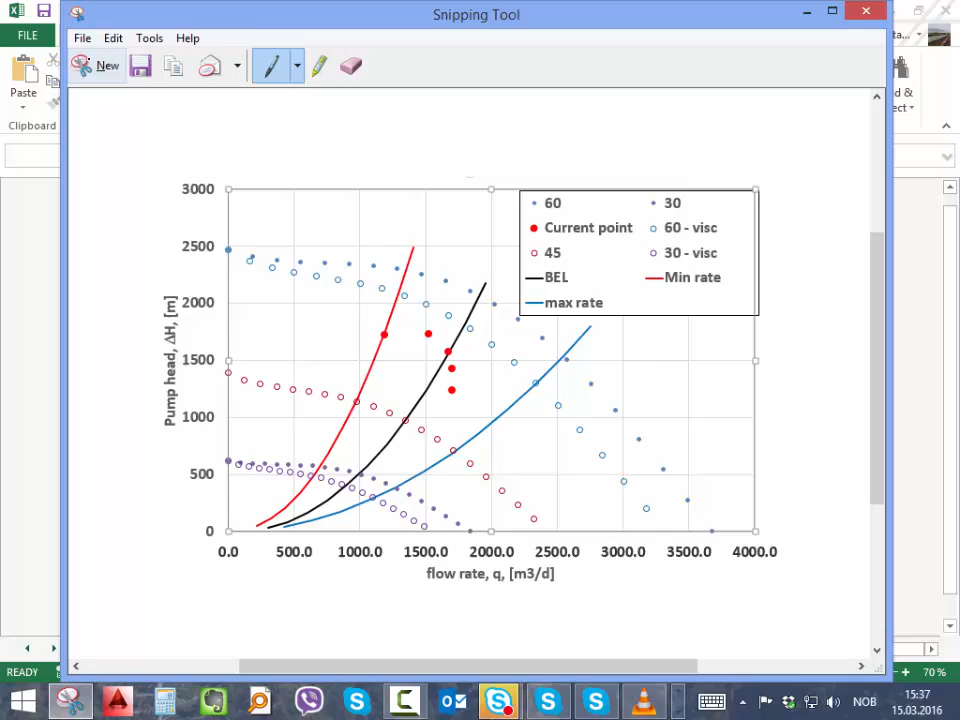 Snipping Tool
FILE
File Edit Tools Help
New
Paste
Clipboard
3000
2500
2000
1500
1000
500
0
Pump head, ΔH, [m]
60 30
Current point 60 - visc
45 30 - visc
BEL Min rate
max rate
0.0 500.0 1000.0 1500.0 2000.0 2500.0 3000.0 3500.0 4000.0
flow rate, q, [m3/d]
READY
70 %
NOB
15:37
15.03.2016